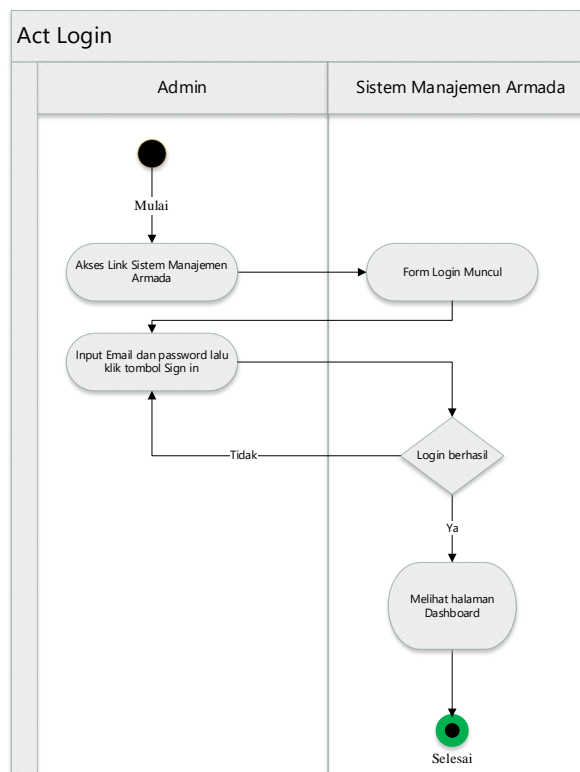 Act Login
Admin
Sistem Manajemen Armada
Mulai
Akses Link Sistem Manajemen
Armada
Form Login Muncul
Input Email dan password lalu
klik tombol Sign in
Login berhasil
Tidak
Ya
Melihat halaman
Dashboard
Selesai